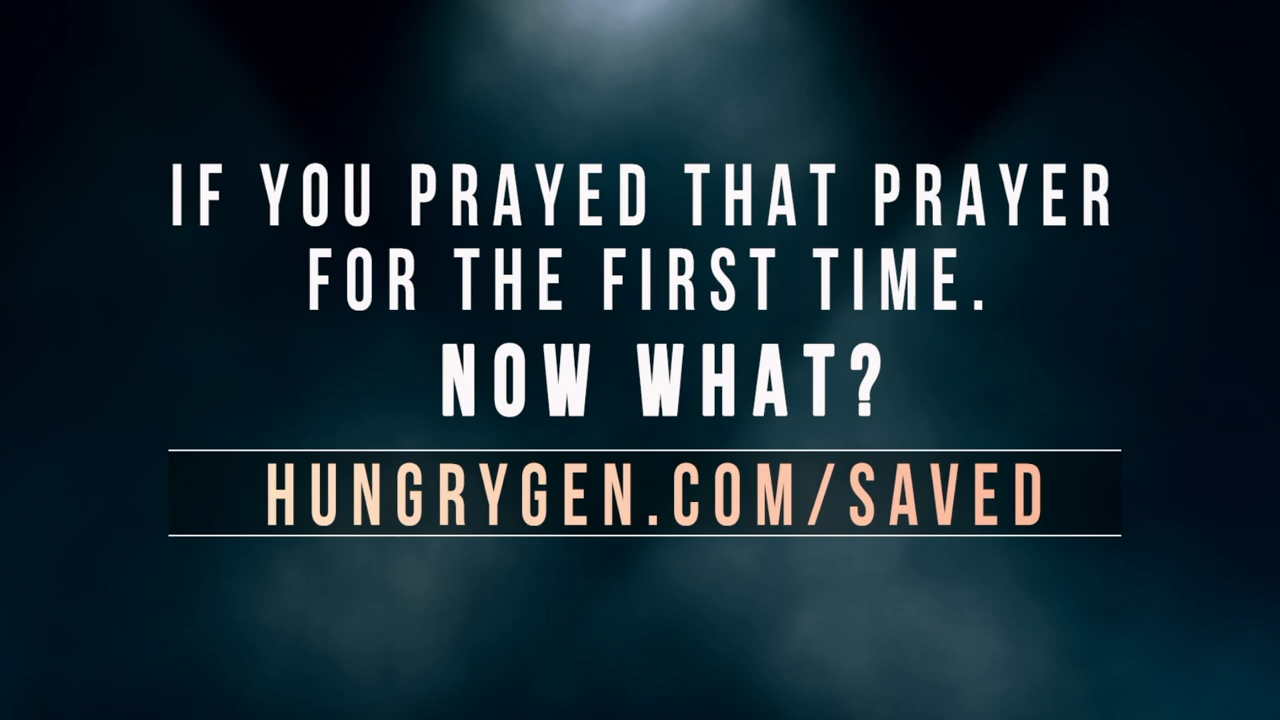 IF YOU PRAYED THAT PRAYER
FOR THE FIRST TIME.
NOW WHAT?
HUNGRYGEN.COM/SAVED